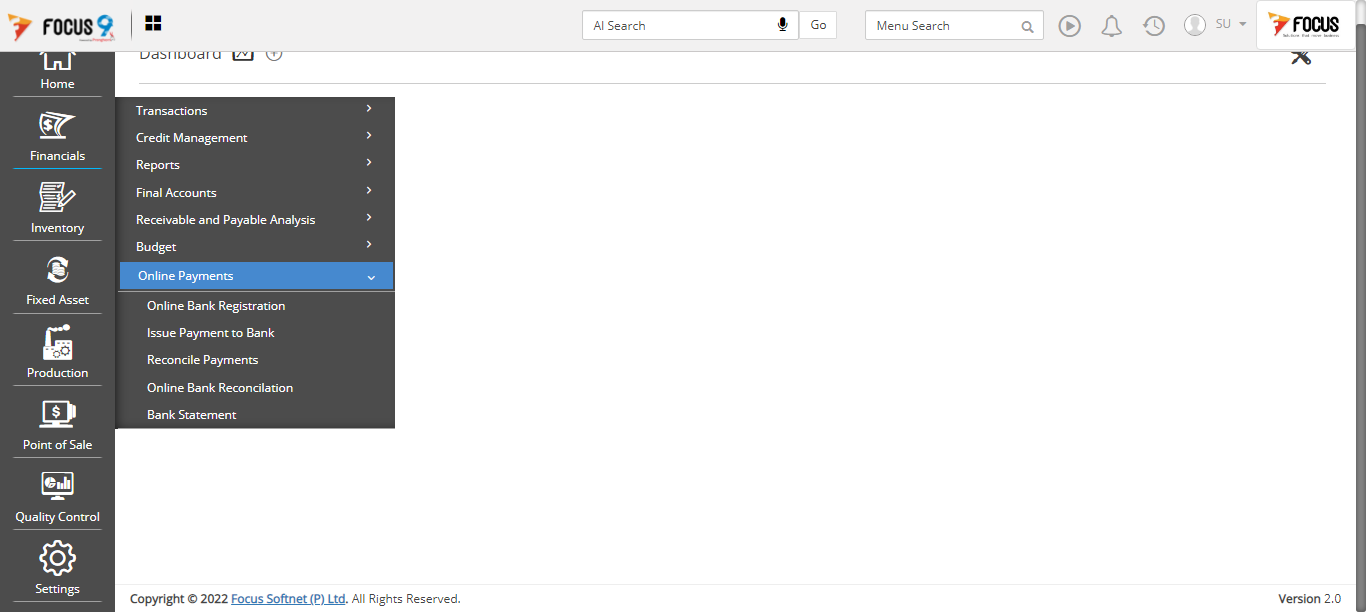 FOCUS 9
AI Search
Go
Menu Search
SU
FOCUS
Dashboard
Home
Financials
Inventory
Fixed Asset
Production
Point of Sale
Quality Control
Settings
Transactions
Credit Management
Reports
Final Accounts
Receivable and Payable Analysis
Budget
Online Payments
Online Bank Registration
Issue Payment to Bank
Reconcile Payments
Online Bank Reconcilation
Bank Statement
Copyright © 2022 Focus Softnet (P) Ltd. All Rights Reserved.
Version 2.0